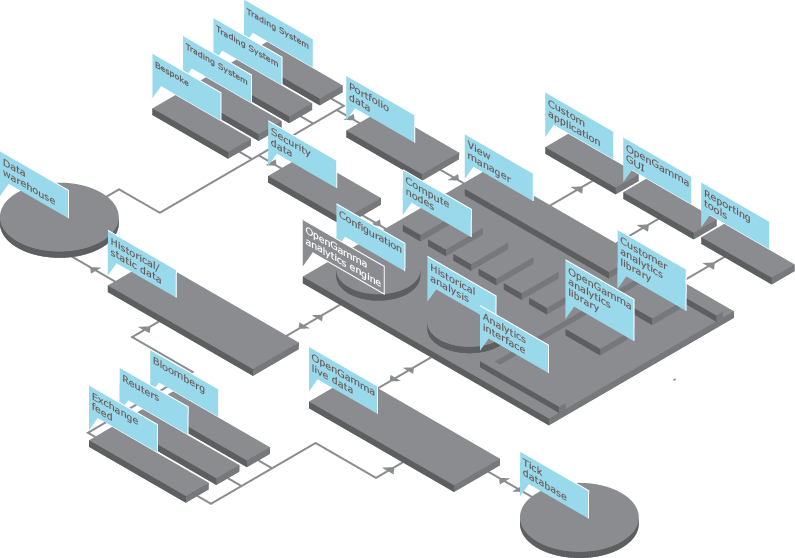 Trading System
Trading System
Trading System
Bespoke
Portfolio
data
Security
data
View
manager
Custom
application
OpenGamma
GUI
Reporting
tools
Data
warehouse
Compute
nodes
Configuration
OpenGamma
analytics engine
Historical/
static data
Historical
analysis
Analytics
interface
OpenGamma
analytics
library
Customer
analytics
library
OpenGamma
live data
Bloomberg
Reuters
Exchange
feed
Tick
database